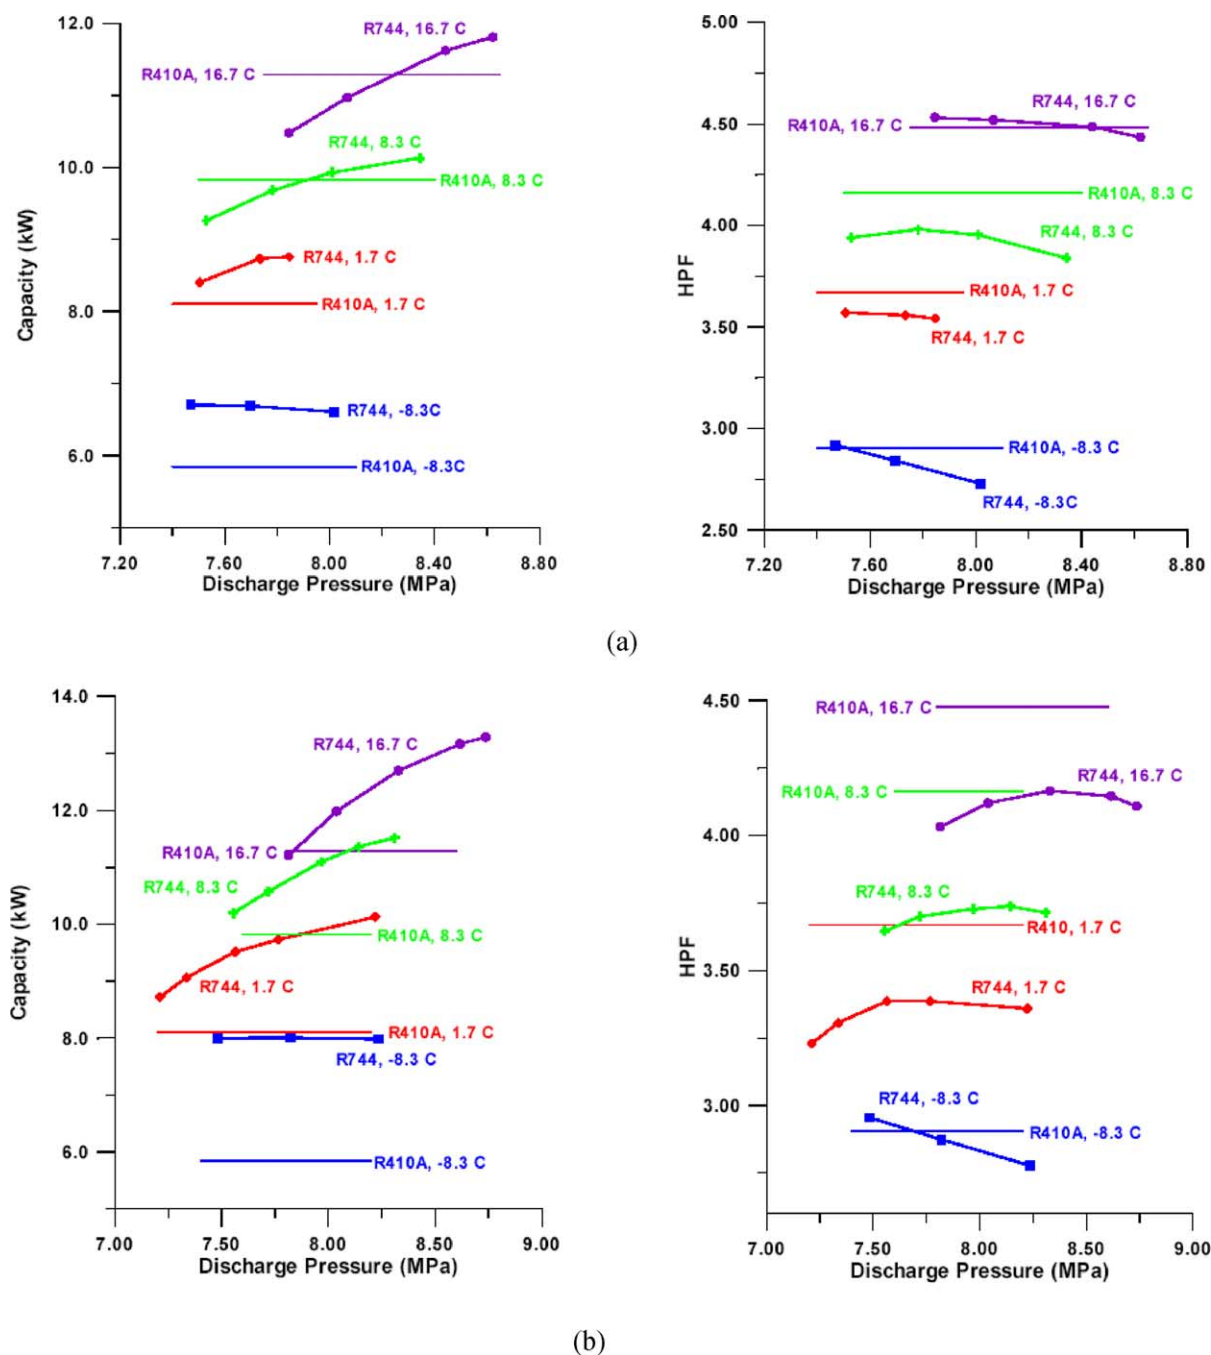 12.0
10.0
8.0
6.0
Capacity (kW)
R744, 16.7 C
R410A, 16.7 C
R744, 8.3 C
R410A, 8.3 C
R744, 1.7 C
R410A, 1.7 C
R744, -8.3C
R410A, -8.3C
7.20 7.60 8.00 8.40 8.80
Discharge Pressure (MPa)
5.00
4.50
4.00
3.50
3.00
2.50
HPF
R744, 16.7 C
R410A, 16.7 C
R410A, 8.3 C
R744, 8.3 C
R410A, 1.7 C
R744, 1.7 C
R410A, -8.3 C
R744, -8.3C
7.20 7.60 8.00 8.40 8.80
Discharge Pressure (MPa)
(a)
14.0
12.0
10.0
8.0
6.0
Capacity (kW)
R744, 16.7 C
R410A, 16.7 C
R744, 8.3 C
R410A, 8.3 C
R744, 1.7 C
R410A, 1.7 C
R744, -8.3 C
R410A, -8.3 C
7.00 7.50 8.00 8.50 9.00
Discharge Pressure (MPa)
4.50
4.00
3.50
3.00
HPF
R410A, 16.7 C
R744, 16.7 C
R410A, 8.3 C
R744, 8.3 C
R410, 1.7 C
R744, 1.7 C
R744, -8.3 C
R410A, -8.3 C
7.00 7.50 8.00 8.50 9.00
Discharge Pressure (MPa)
(b)